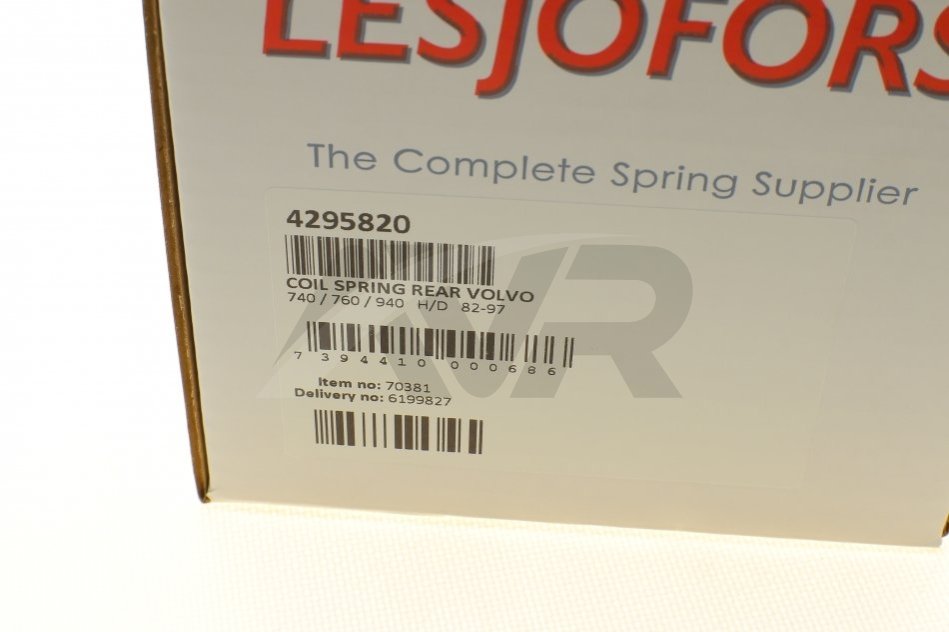 LESJOFORS
The Complete Spring Supplier
4295820
COIL SPRING REAR VOLVO
740 / 760 / 940 H/D 82-97
7 394410 000686
Item no: 70381
Delivery no: 6199827
AVR